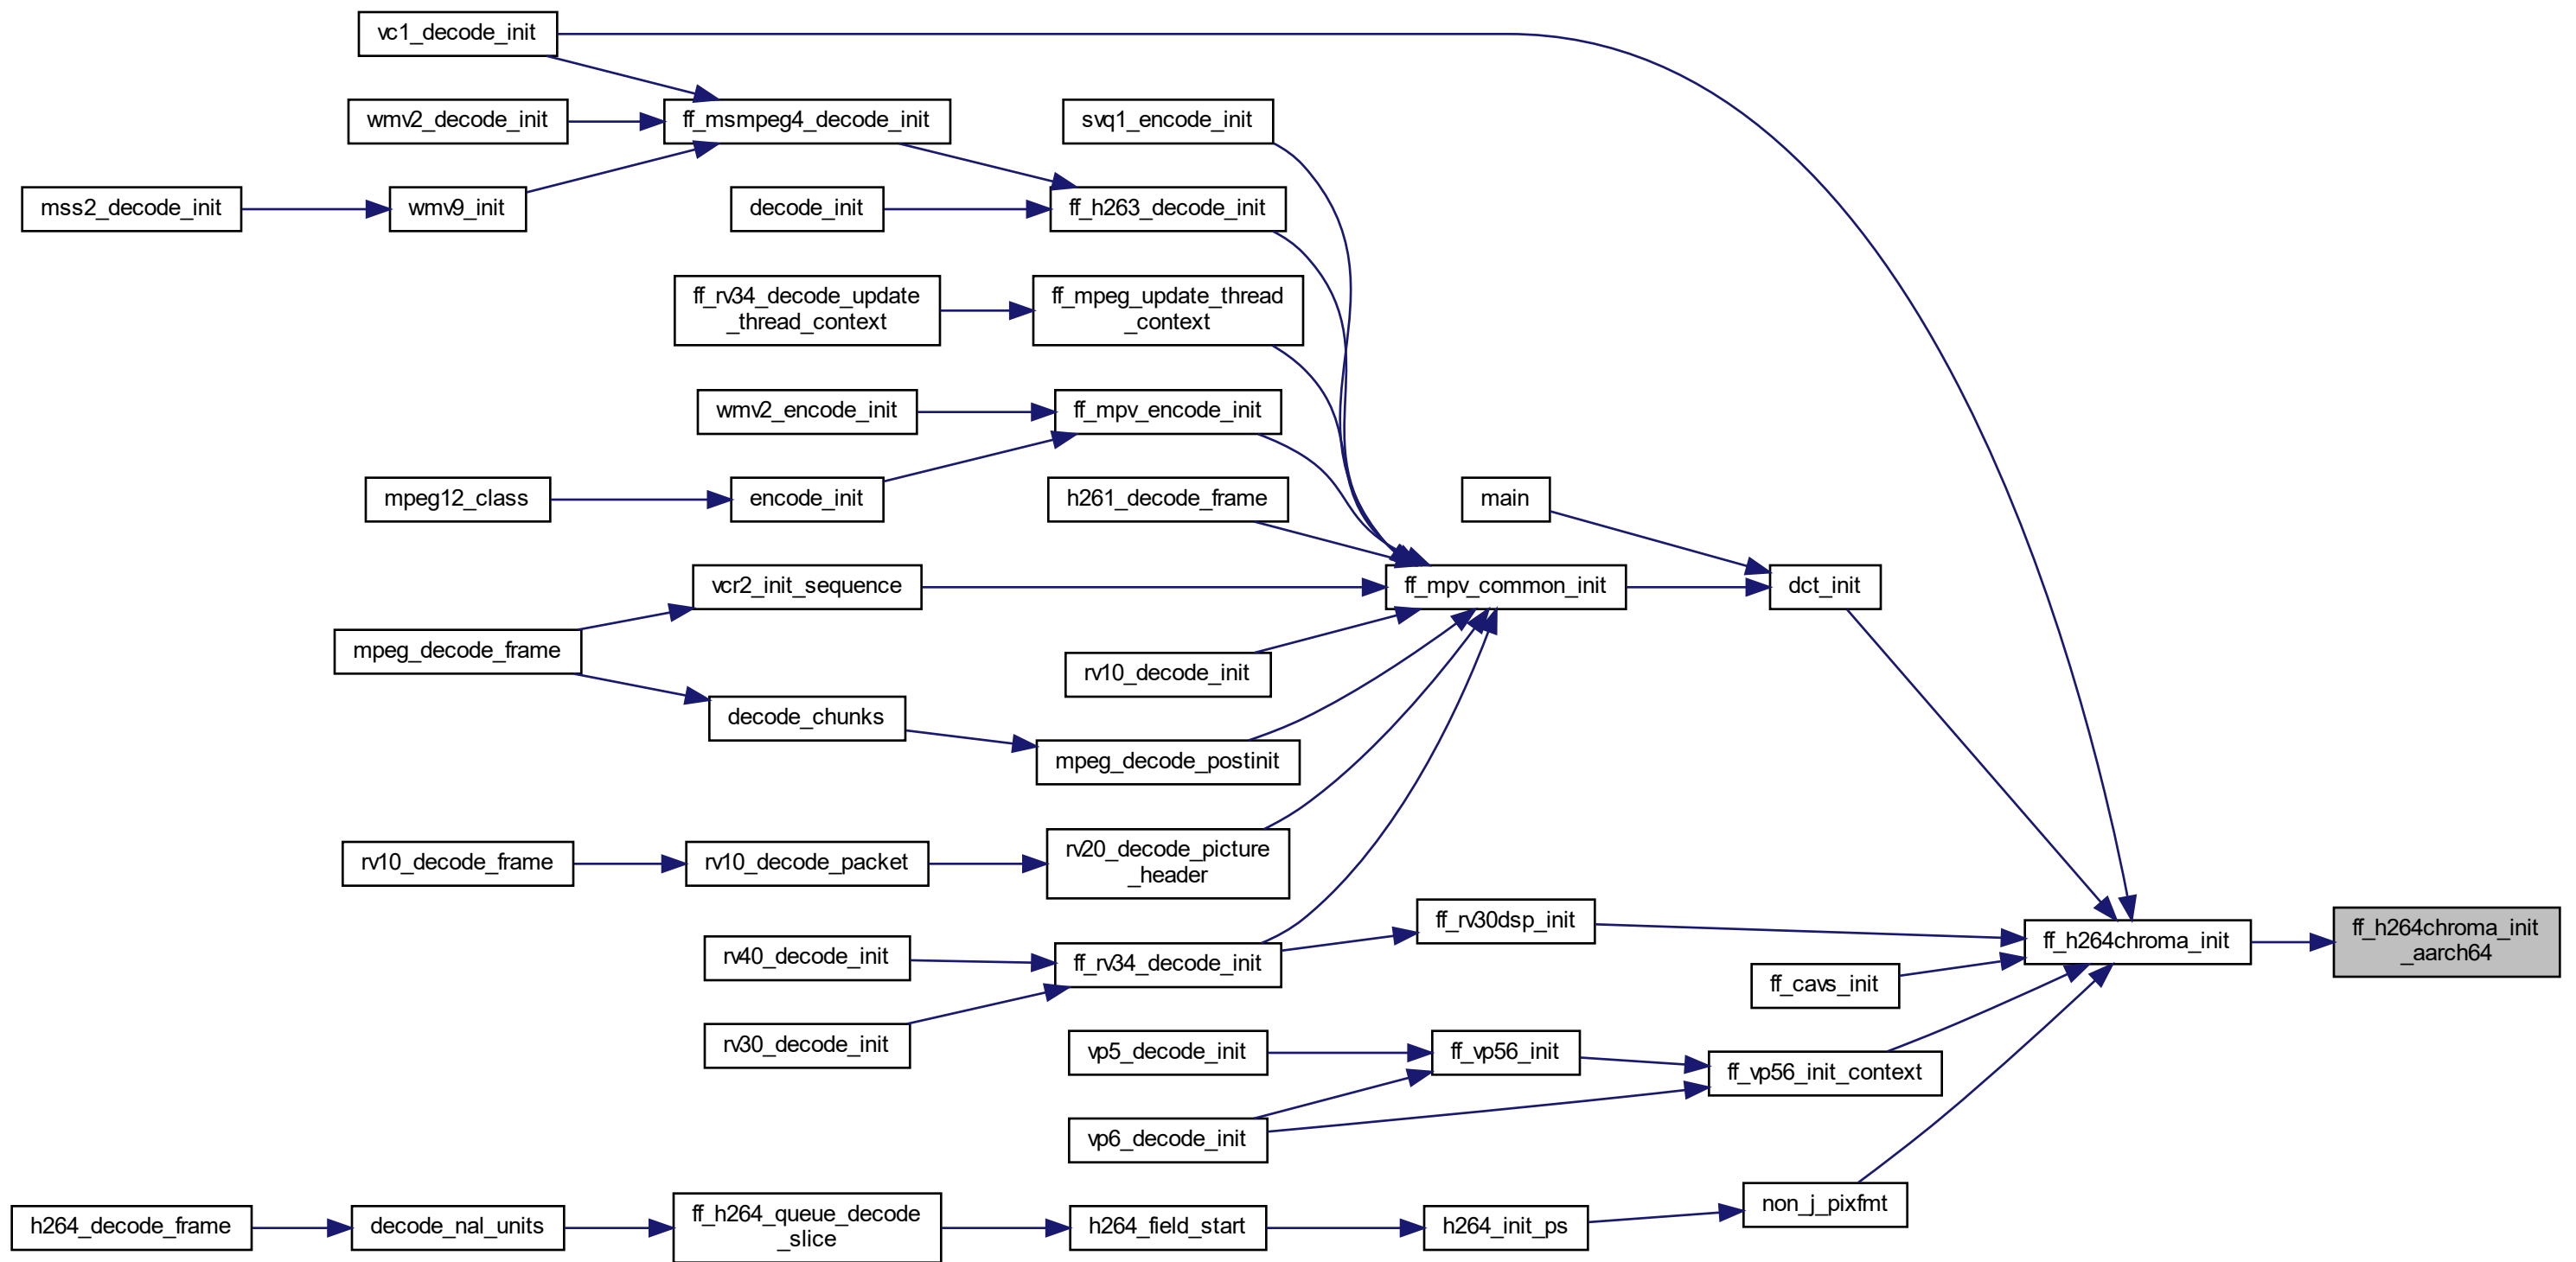 vc1_decode_init
wmv2_decode_init
ff_msmpeg4_decode_init
svq1_encode_init
mss2_decode_init
wmv9_init
decode_init
ff_h263_decode_init
ff_rv34_decode_update
_thread_context
ff_mpeg_update_thread
_context
wmv2_encode_init
ff_mpv_encode_init
mpeg12_class
encode_init
h261_decode_frame
main
vcr2_init_sequence
ff_mpv_common_init
dct_init
mpeg_decode_frame
rv10_decode_init
decode_chunks
mpeg_decode_postinit
rv10_decode_frame
rv10_decode_packet
rv20_decode_picture
_header
ff_rv30dsp_init
ff_h264chroma_init
ff_h264chroma_init
_aarch64
rv40_decode_init
ff_rv34_decode_init
ff_cavs_init
rv30_decode_init
vp5_decode_init
ff_vp56_init
ff_vp56_init_context
vp6_decode_init
non_j_pixfmt
h264_decode_frame
decode_nal_units
ff_h264_queue_decode
_slice
h264_field_start
h264_init_ps